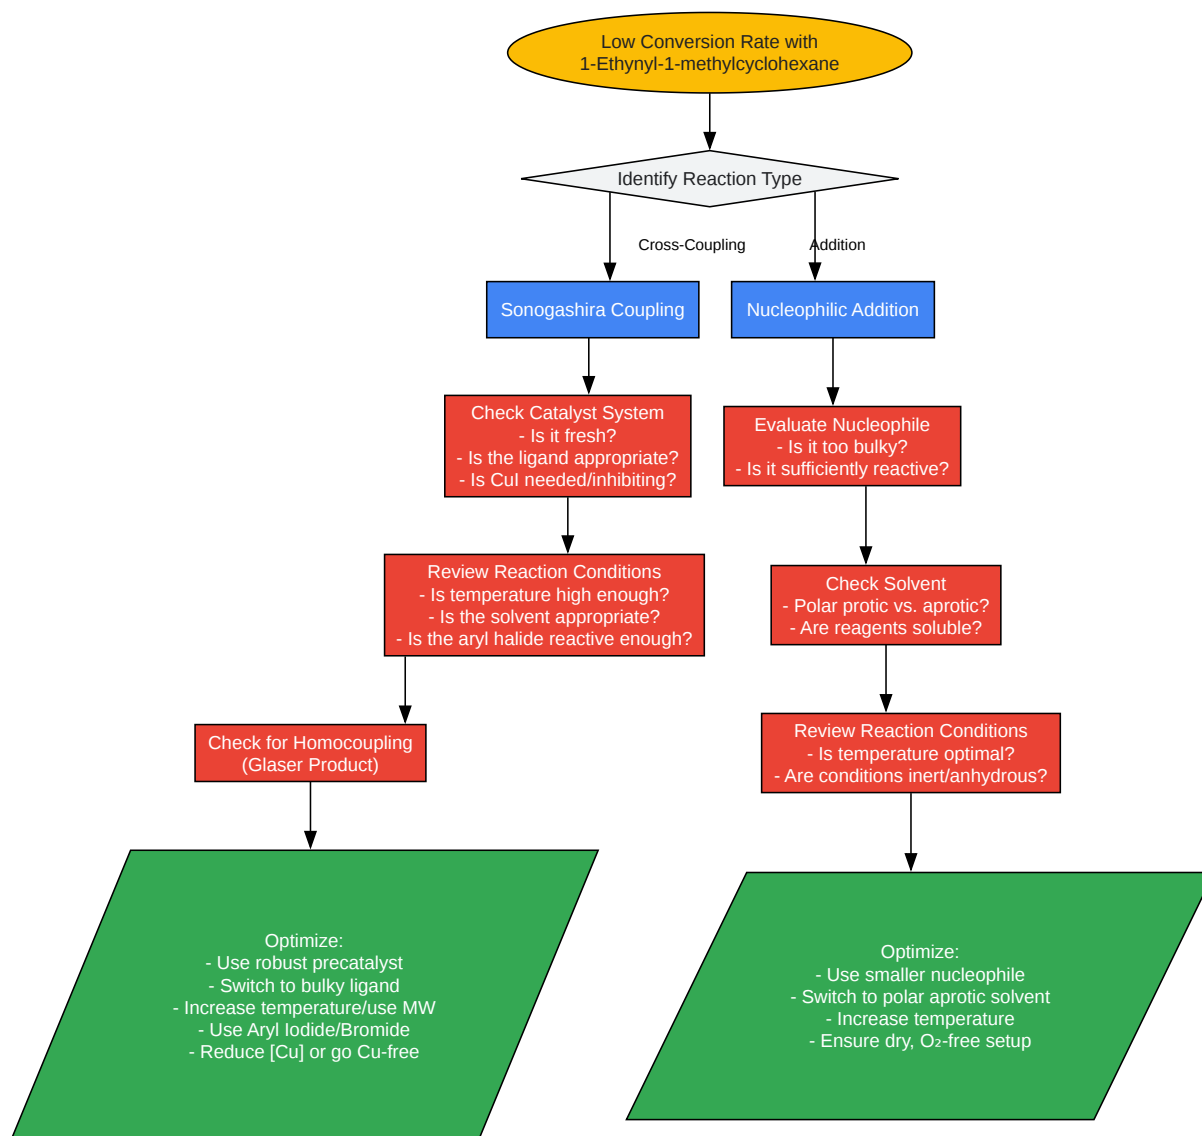 Low Conversion Rate with
1-Ethynyl-1-methylcyclohexane
Identify Reaction Type
Cross-Coupling
Addition
Sonogashira Coupling
Nucleophilic Addition
Check Catalyst System
- Is it fresh?
- Is the ligand appropriate?
- Is CuI needed/inhibiting?
Evaluate Nucleophile
- Is it too bulky?
- Is it sufficiently reactive?
Review Reaction Conditions
- Is temperature high enough?
- Is the solvent appropriate?
- Is the aryl halide reactive enough?
Check Solvent
- Polar protic vs. aprotic?
- Are reagents soluble?
Check for Homocoupling
(Glaser Product)
Review Reaction Conditions
- Is temperature optimal?
- Are conditions inert/anhydrous?
Optimize:
- Use robust precatalyst
- Switch to bulky ligand
- Increase temperature/use MW
- Use Aryl Iodide/Bromide
- Reduce [Cu] or go Cu-free
Optimize:
- Use smaller nucleophile
- Switch to polar aprotic solvent
- Increase temperature
- Ensure dry, O₂-free setup